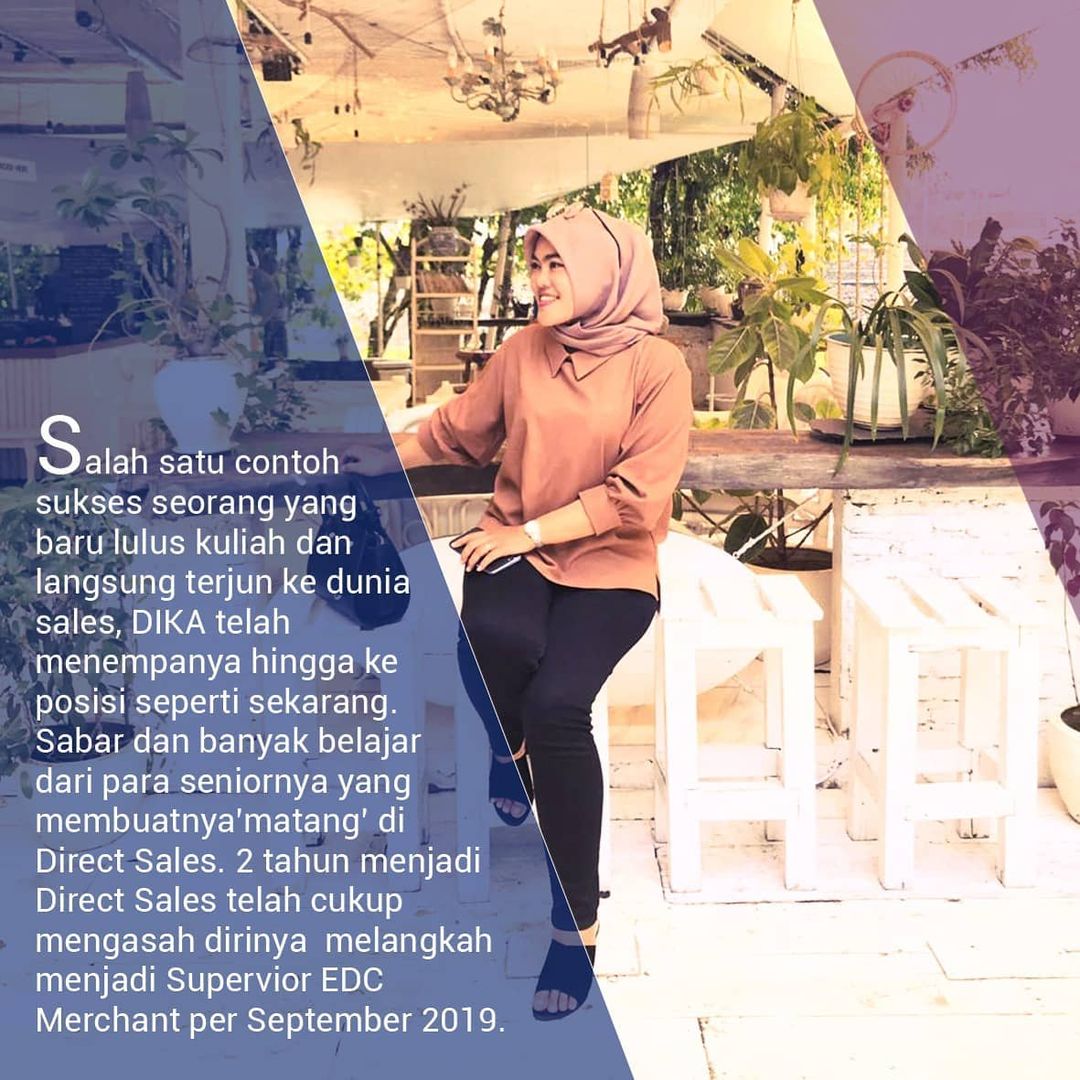 Salah satu contoh
sukses seorang yang
baru lulus kuliah dan
langsung terjun ke dunia
sales, DIKA telah
menempanya hingga ke
posisi seperti sekarang.
Sabar dan banyak belajar
dari para seniornya yang
membuatnya'matang' di
Direct Sales. 2 tahun menjadi
Direct Sales telah cukup
mengasah dirinya  melangkah
menjadi Supervior EDC
Merchant per September 2019.